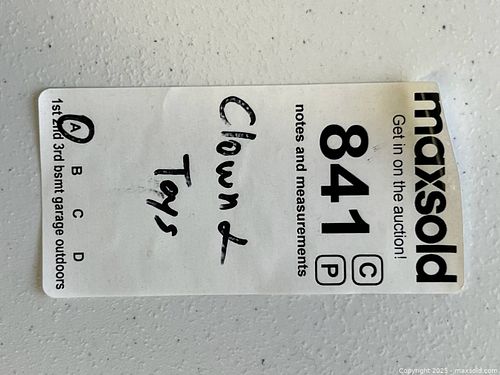 maxsold
Get in on the auction!
841
C
P
notes and measurements
Clown &
Toys
A B C D
1st 2nd 3rd bsmt garage outdoors
Copyright 2025 - maxsold.com